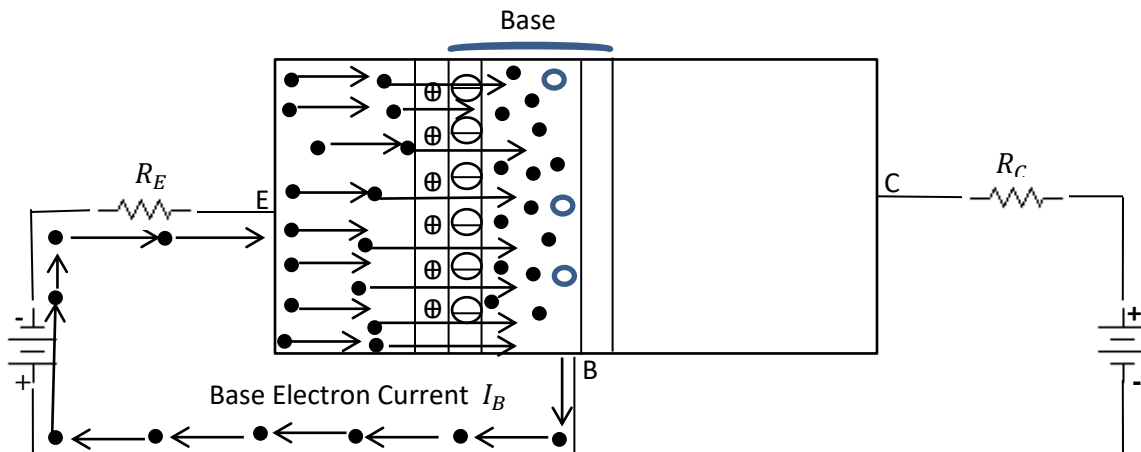 Base
R_E
E
C
R_C
-
+
+
-
B
Base Electron Current I_B